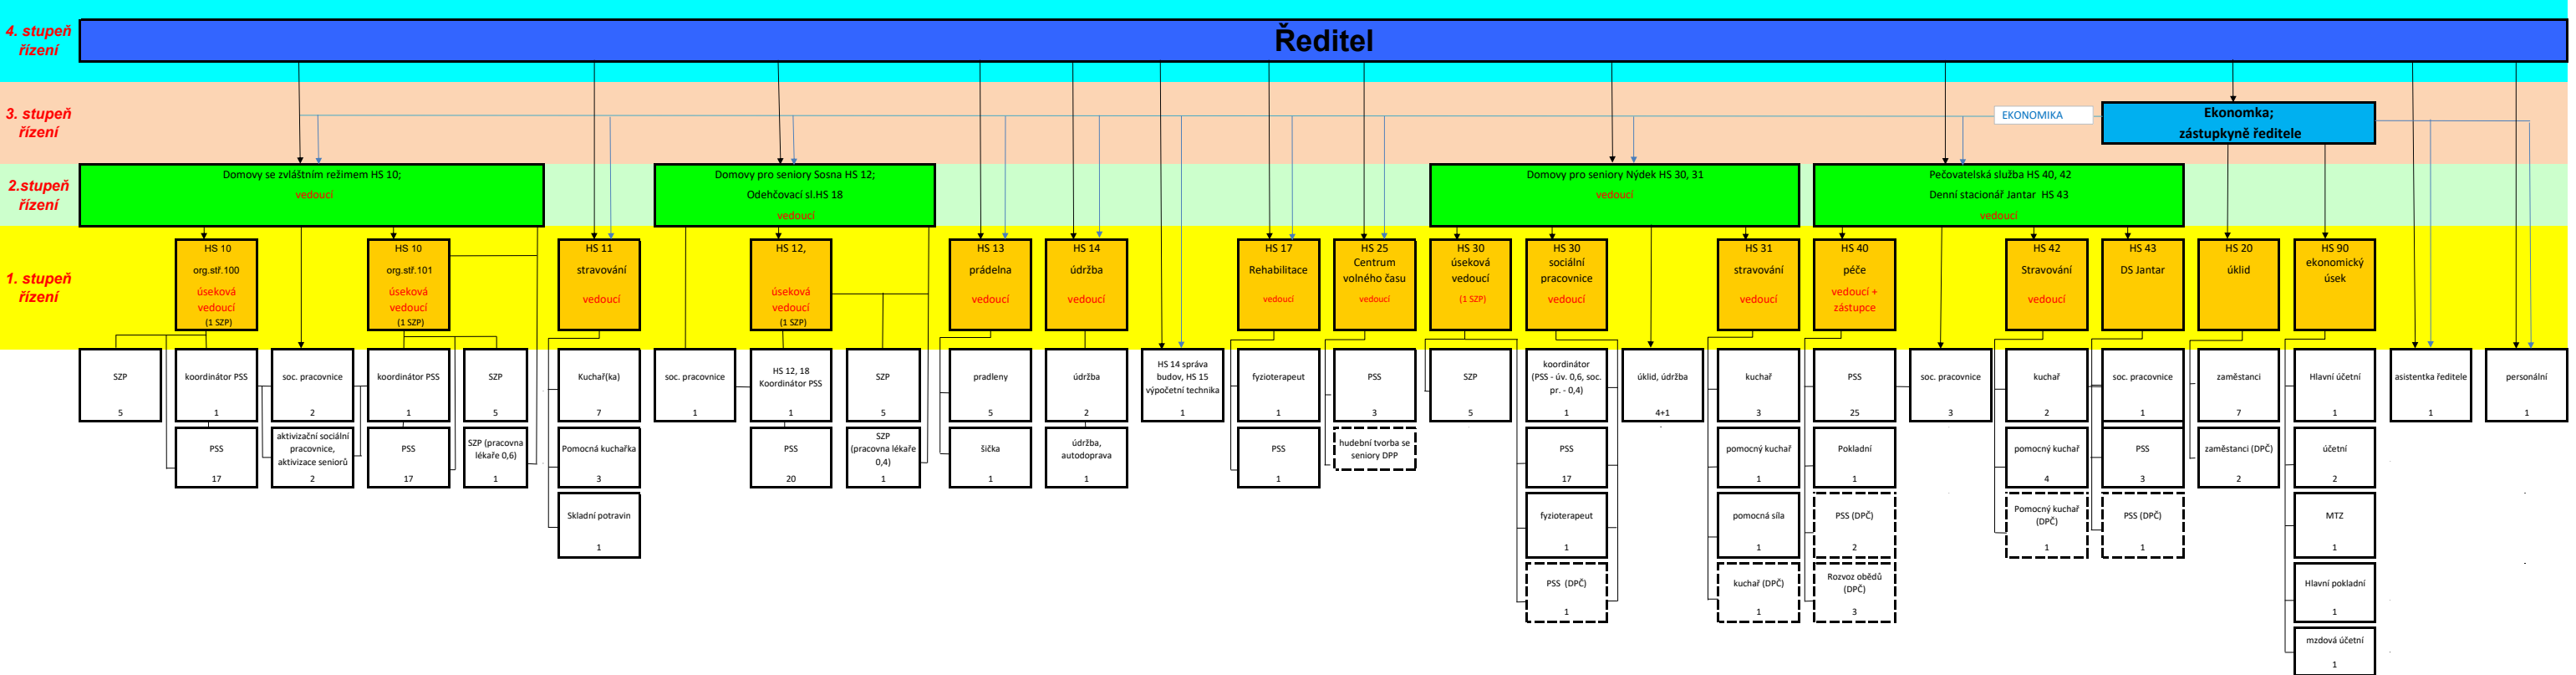 4. stupeň
řízení
Ředitel
3. stupeň
řízení
EKONOMIKA
Ekonomka;
zástupkyně ředitele
2.stupeň
řízení
Domovy se zvláštním režimem HS 10;
vedoucí
Domovy pro seniory Sosna HS 12;
Odehčovací sl.HS 18
vedoucí
Domovy pro seniory Nýdek HS 30, 31
vedoucí
Pečovatelská služba HS 40, 42
Denní stacionář Jantar HS 43
vedoucí
1. stupeň
řízení
HS 10
org.stř.100
úseková
vedoucí
(1 SZP)
HS 10
org.stř.101
úseková
vedoucí
(1 SZP)
HS 11
stravování
vedoucí
HS 12,
úseková
vedoucí
(1 SZP)
HS 13
prádelna
vedoucí
HS 14
údržba
vedoucí
HS 17
Rehabilitace
vedoucí
HS 25
Centrum
volného času
vedoucí
HS 30
úseková
vedoucí
(1 SZP)
HS 30
sociální
pracovnice
vedoucí
HS 31
stravování
vedoucí
HS 40
péče
vedoucí +
zástupce
HS 42
Stravování
vedoucí
HS 43
DS Jantar
HS 20
úklid
HS 90
ekonomický
úsek
SZP
5
koordinátor PSS
1
soc. pracovnice
2
koordinátor PSS
1
SZP
5
Kuchař(ka)
7
soc. pracovnice
1
HS 12, 18
Koordinátor PSS
1
SZP
5
pradleny
5
údržba
2
HS 14 správa
budov, HS 15
výpočetní technika
1
fyzioterapeut
1
PSS
3
SZP
5
koordinátor
(PSS - úv. 0,6, soc.
pr. - 0,4)
1
úklid, údržba
4+1
kuchař
3
PSS
25
soc. pracovnice
3
kuchař
2
soc. pracovnice
1
zaměstanci
7
Hlavní účetní
1
asistentka ředitele
1
personální
1
PSS
17
aktivizační sociální
pracovnice,
aktivizace seniorů
2
PSS
17
SZP (pracovna
lékaře 0,6)
1
Pomocná kuchařka
3
PSS
20
SZP
(pracovna lékaře
0,4)
1
šička
1
údržba,
autodoprava
1
PSS
1
hudební tvorba se
seniory DPP
PSS
17
pomocný kuchař
1
Pokladní
1
pomocný kuchař
4
PSS
3
zaměstanci (DPČ)
2
účetní
2
Skladní potravin
1
fyzioterapeut
1
pomocná síla
1
PSS (DPČ)
2
Pomocný kuchař
(DPČ)
1
PSS (DPČ)
1
MTZ
1
PSS (DPČ)
1
kuchař (DPČ)
1
Rozvoz obědů
(DPČ)
3
Hlavní pokladní
1
mzdová účetní
1